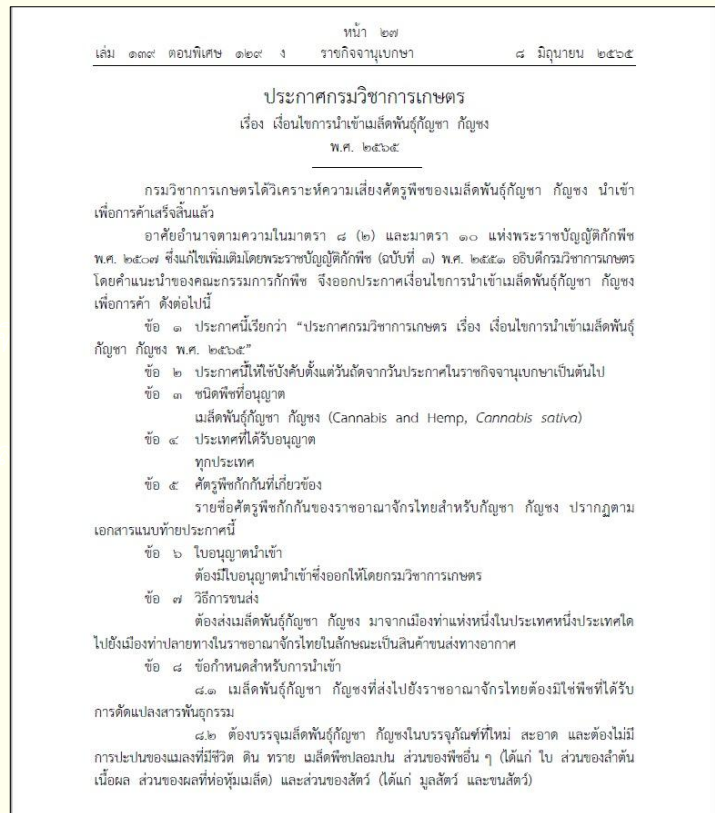 หน้า ๒๗
เล่ม ๑๓๙ ตอนพิเศษ ๑๒๙ ง ราชกิจจานุเบกษา ๘ มิถุนายน ๒๕๖๕
ประกาศกรมวิชาการเกษตร
เรื่อง เงื่อนไขการนำเข้าเมล็ดพันธุ์กัญชา กัญชง
พ.ศ. ๒๕๖๕
กรมวิชาการเกษตรได้วิเคราะห์ความเสี่ยงศัตรูพืชของเมล็ดพันธุ์กัญชา กัญชง นำเข้า
เพื่อการค้าเสร็จสิ้นแล้ว
อาศัยอำนาจตามความในมาตรา ๘ (๒) และมาตรา ๑๐ แห่งพระราชบัญญัติกักพืช
พ.ศ. ๒๕๐๗ ซึ่งแก้ไขเพิ่มเติมโดยพระราชบัญญัติกักพืช (ฉบับที่ ๓) พ.ศ. ๒๕๕๑ อธิบดีกรมวิชาการเกษตร
โดยคำแนะนำของคณะกรรมการกักพืช จึงออกประกาศเงื่อนไขการนำเข้าเมล็ดพันธุ์กัญชา กัญชง
เพื่อการค้า ดังต่อไปนี้
ข้อ ๑ ประกาศนี้เรียกว่า “ประกาศกรมวิชาการเกษตร เรื่อง เงื่อนไขการนำเข้าเมล็ดพันธุ์
กัญชา กัญชง พ.ศ. ๒๕๖๕”
ข้อ ๒ ประกาศนี้ให้ใช้บังคับตั้งแต่วันถัดจากวันประกาศในราชกิจจานุเบกษาเป็นต้นไป
ข้อ ๓ ชนิดพืชที่อนุญาต
เมล็ดพันธุ์กัญชา กัญชง (Cannabis and Hemp, Cannabis sativa)
ข้อ ๔ ประเทศที่ได้รับอนุญาต
ทุกประเทศ
ข้อ ๕ ศัตรูพืชกักกันที่เกี่ยวข้อง
รายชื่อศัตรูพืชกักกันของราชอาณาจักรไทยสำหรับกัญชา กัญชง ปรากฏตาม
เอกสารแนบท้ายประกาศนี้
ข้อ ๖ ใบอนุญาตนำเข้า
ต้องมีใบอนุญาตนำเข้าซึ่งออกให้โดยกรมวิชาการเกษตร
ข้อ ๗ วิธีการขนส่ง
ต้องส่งเมล็ดพันธุ์กัญชา กัญชง มาจากเมืองท่าแห่งหนึ่งในประเทศหนึ่งประเทศใด
ไปยังเมืองท่าปลายทางในราชอาณาจักรไทยในลักษณะเป็นสินค้าขนส่งทางอากาศ
ข้อ ๘ ข้อกำหนดสำหรับการนำเข้า
๘.๑ เมล็ดพันธุ์กัญชา กัญชงที่ส่งไปยังราชอาณาจักรไทยต้องมิใช่พืชที่ได้รับ
การดัดแปลงสารพันธุกรรม
๘.๒ ต้องบรรจุเมล็ดพันธุ์กัญชา กัญชงในบรรจุภัณฑ์ที่ใหม่ สะอาด และต้องไม่มี
การปะปนของแมลงที่มีชีวิต ดิน ทราย เมล็ดพืชปลอมปน ส่วนของพืชอื่น ๆ (ได้แก่ ใบ ส่วนของลำต้น
เนื้อผล ส่วนของผลที่ห่อหุ้มเมล็ด) และส่วนของสัตว์ (ได้แก่ มูลสัตว์ และขนสัตว์)